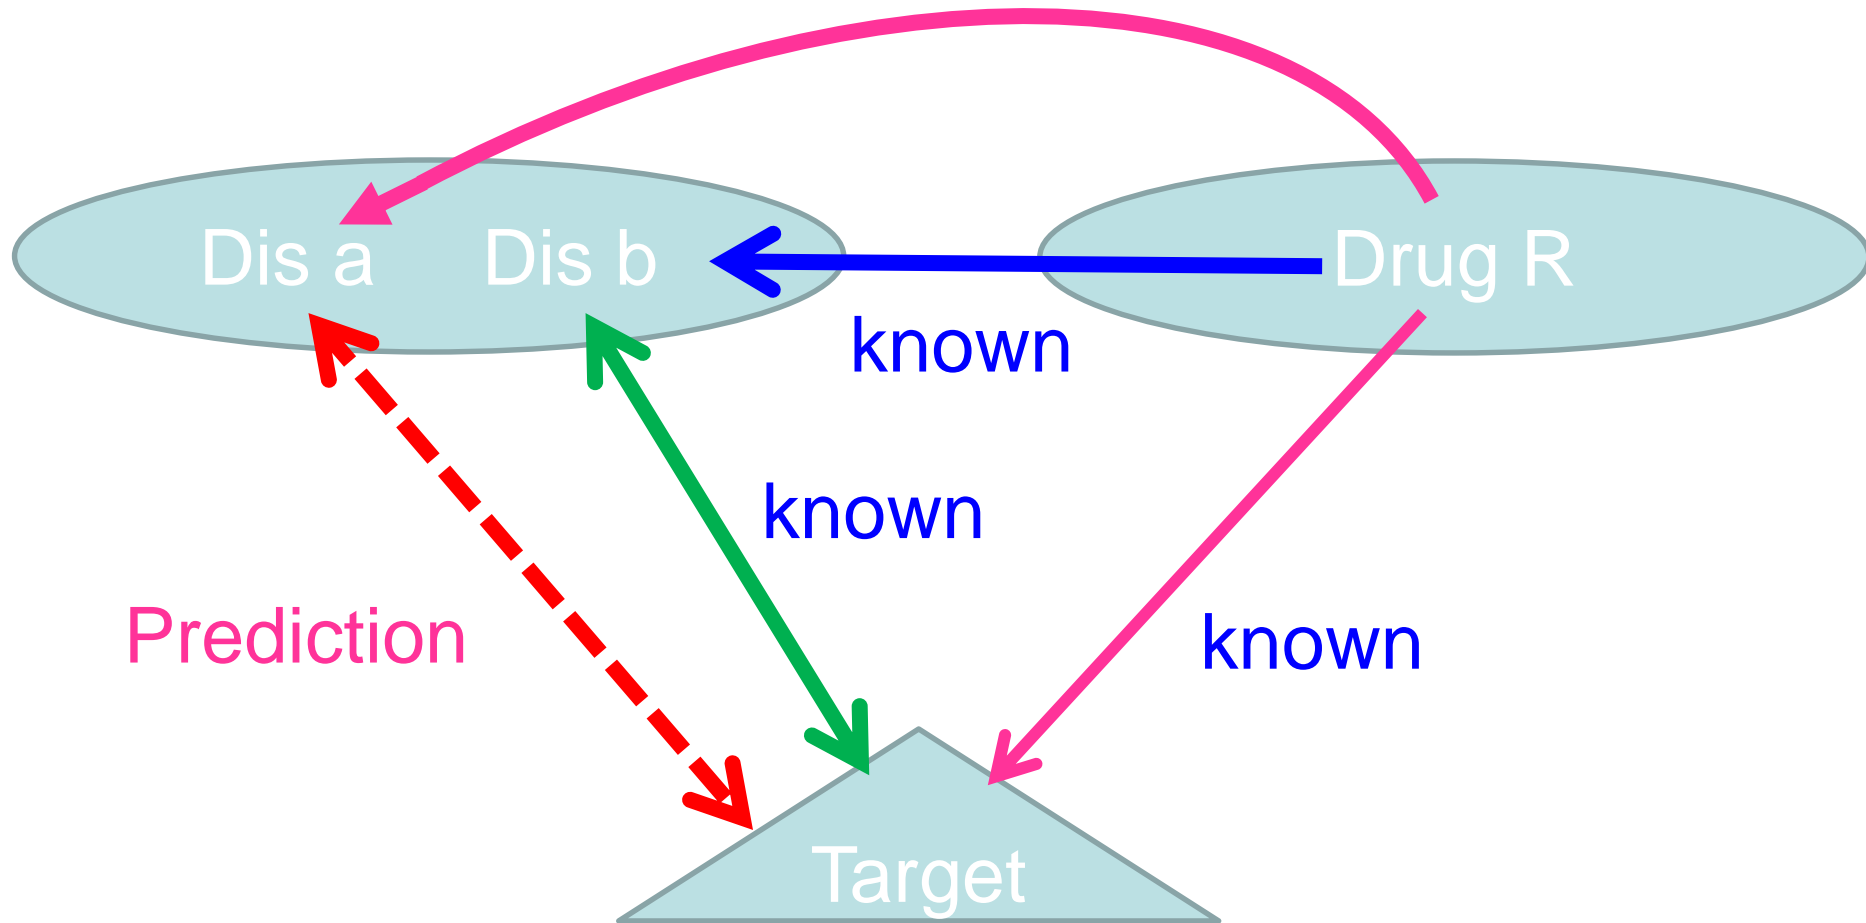 Dis a
Dis b
Drug R
known
known
Prediction
known
Target